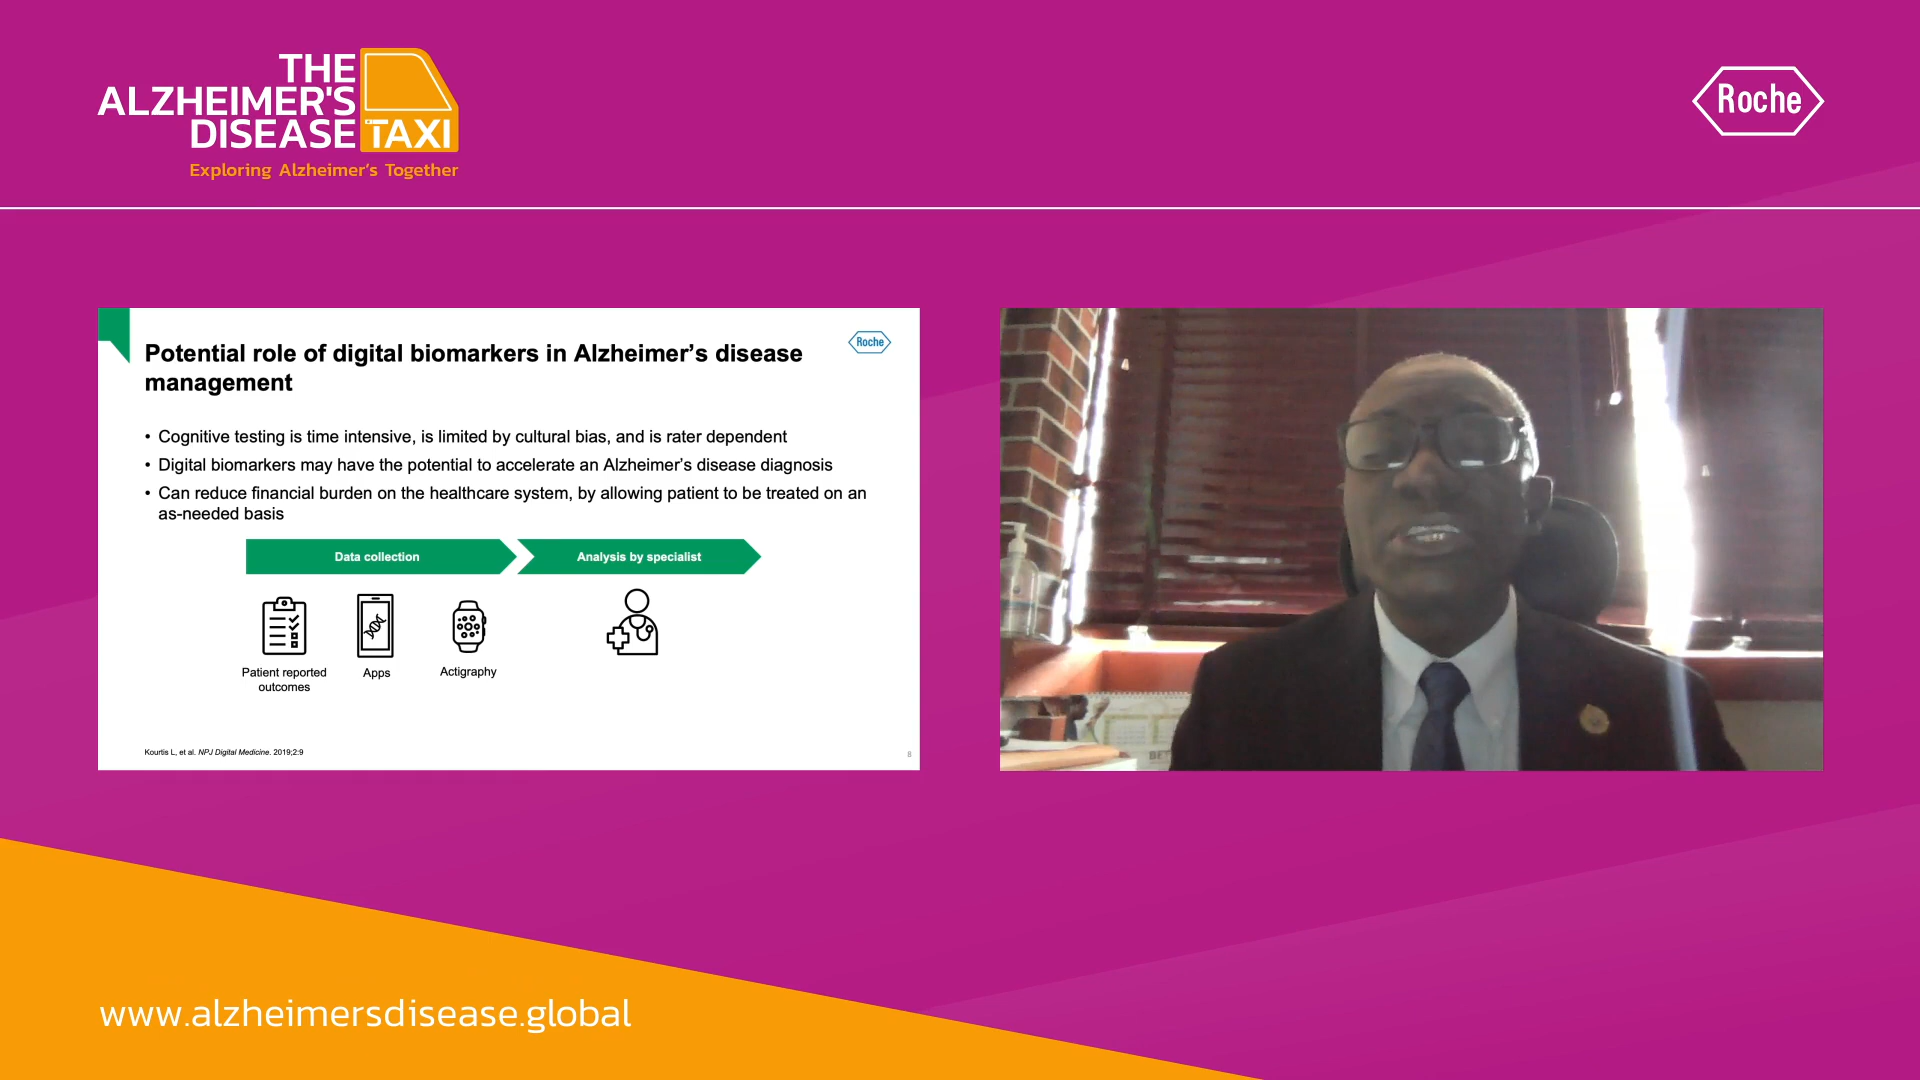 THE
ALZHEIMER'S
DISEASE TAXI
Exploring Alzheimer's Together
Roche
Potential role of digital biomarkers in Alzheimer's disease
management
Roche
• Cognitive testing is time intensive, is limited by cultural bias, and is rater dependent
• Digital biomarkers may have the potential to accelerate an Alzheimer's disease diagnosis
• Can reduce financial burden on the healthcare system, by allowing patient to be treated on an
as-needed basis
Data collection
Analysis by specialist
Patient reported
outcomes
Apps
Actigraphy
Kourtis L, et al. NPJ Digital Medicine. 2019;2:9
8
www.alzheimersdisease.global